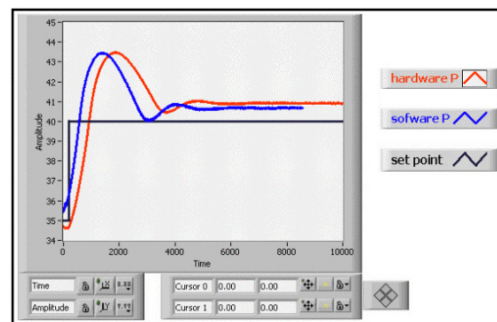 45
44
43
42
41
40
39
38
37
36
35
34
Amplitude
0 2000 4000 6000 8000 10000
Time
hardware P
sofware P
set point
Time
Amplitude
Cursor 0 0.00 0.00
Cursor 1 0.00 0.00